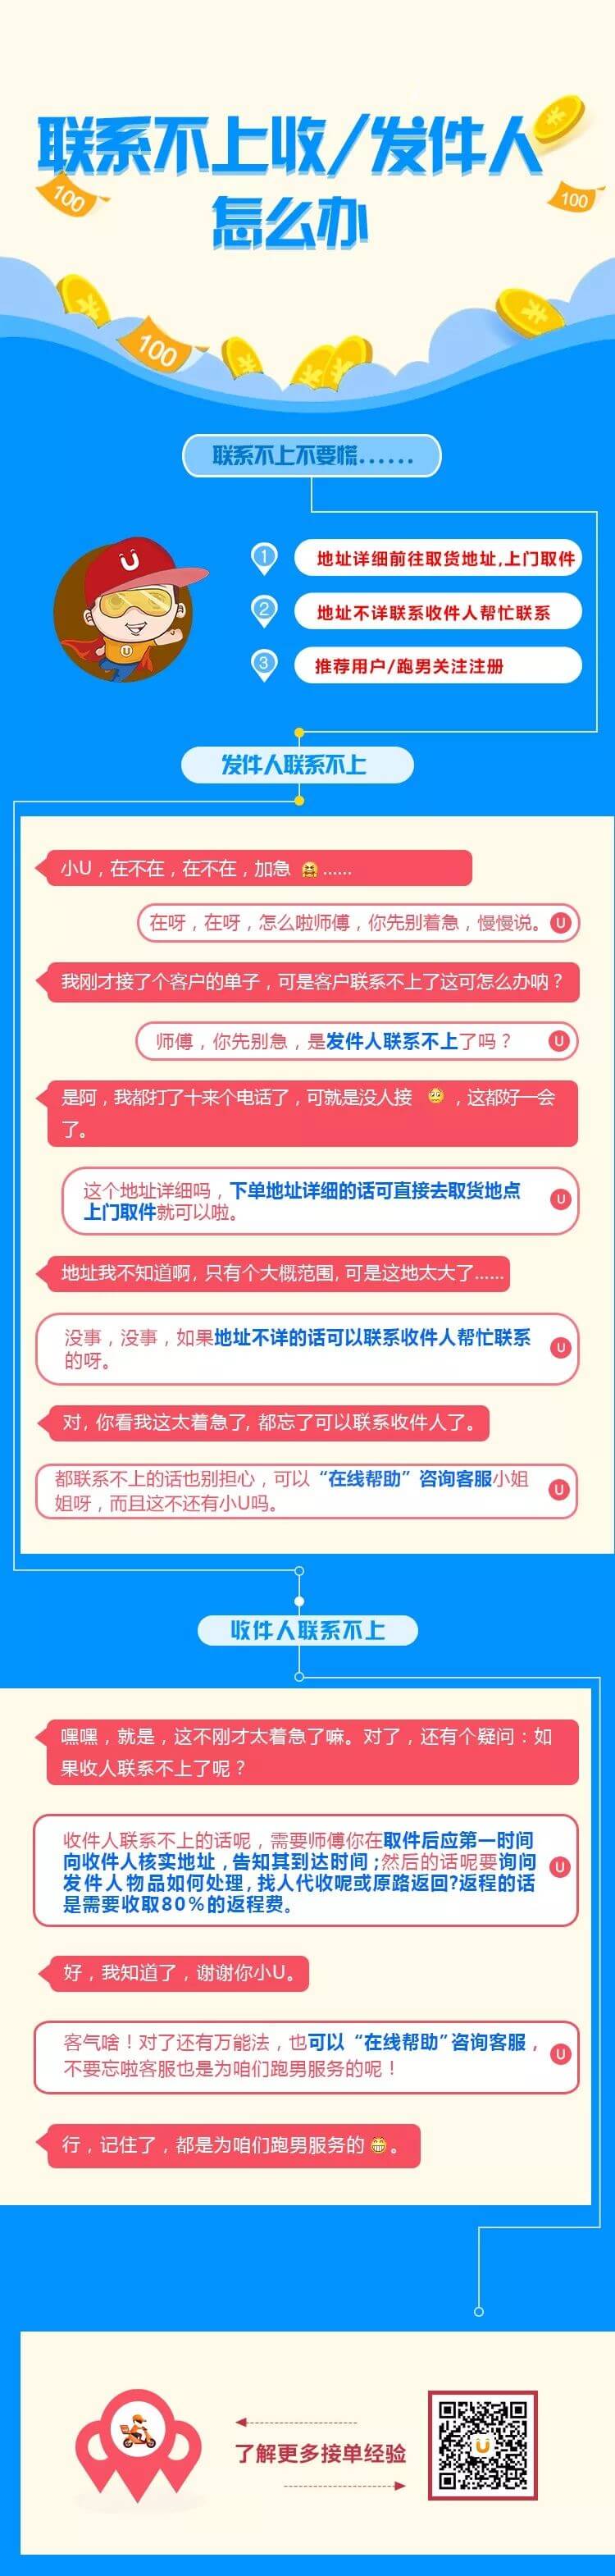 联系不上收/发件人
怎么办
100
100
100
联系不上不要慌......
1
地址详细前往取货地址,上门取件
2
地址不详联系收件人帮忙联系
3
推荐用户/跑男关注注册
发件人联系不上
小U，在不在，在不在，加急 ......
在呀，在呀，怎么啦师傅，你先别着急，慢慢说。
U
我刚才接了个客户的单子，可是客户联系不上了这可怎么办呐？
师傅，你先别急，是发件人联系不上了吗？
U
是阿，我都打了十来个电话了，可就是没人接 ，这都好一会
了。
这个地址详细吗，下单地址详细的话可直接去取货地点
上门取件就可以啦。
U
地址我不知道啊,只有个大概范围,可是这地太大了......
没事，没事，如果地址不详的话可以联系收件人帮忙联系
的呀。
U
对,你看我这太着急了,都忘了可以联系收件人了。
都联系不上的话也别担心，可以“在线帮助”咨询客服小姐
姐呀，而且这不还有小U吗。
U
收件人联系不上
嘿嘿，就是，这不刚才太着急了嘛。对了，还有个疑问：如
果收人联系不上了呢？
收件人联系不上的话呢，需要师傅你在取件后应第一时间
向收件人核实地址,告知其到达时间;然后的话呢要询问
发件人物品如何处理,找人代收呢或原路返回?返程的话
是需要收取80%的返程费。
U
好，我知道了，谢谢你小U。
客气啥！对了还有万能法，也可以“在线帮助”咨询客服，
不要忘啦客服也是为咱们跑男服务的呢！
U
行，记住了，都是为咱们跑男服务的 。
了解更多接单经验